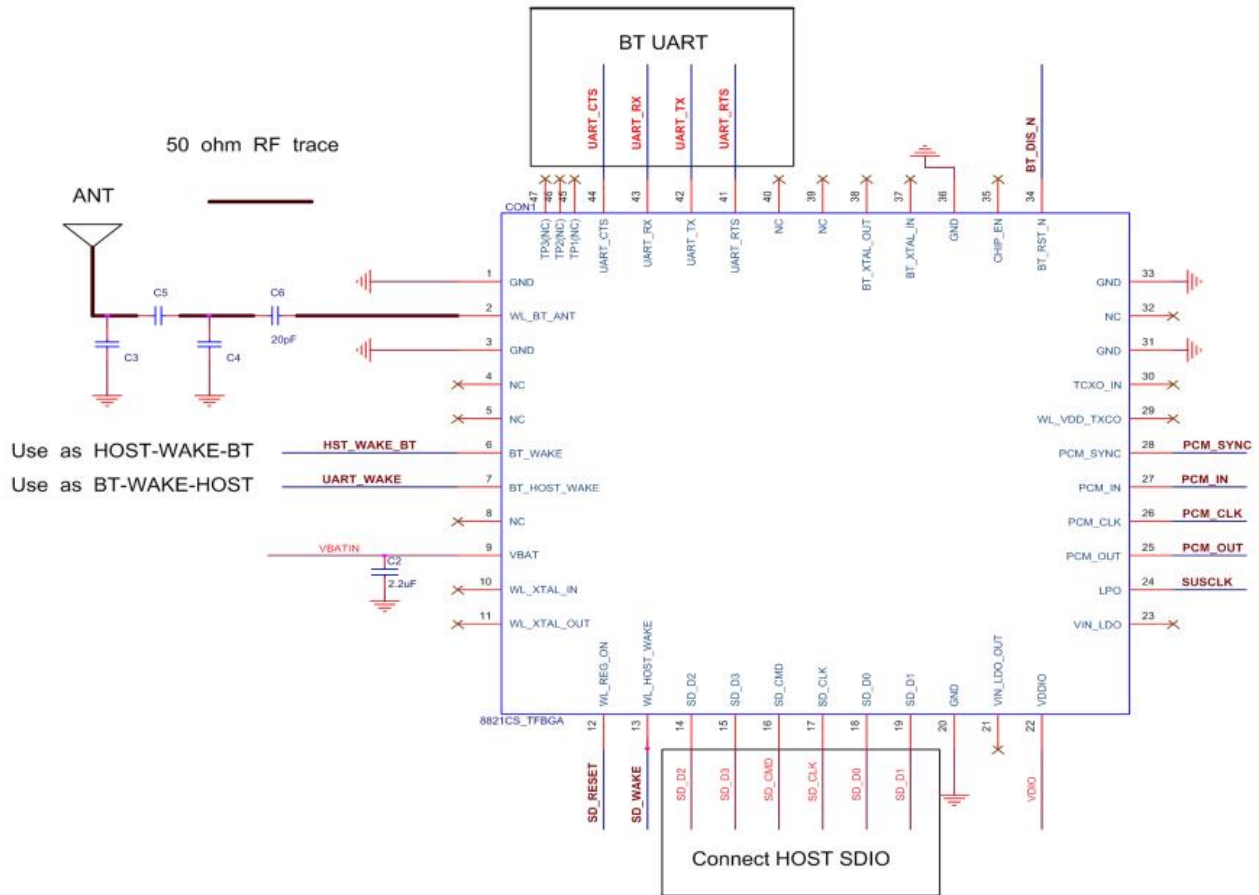 BT UART
UART_CTS
UART_RX
UART_TX
UART_RTS
BT_DIS_N
50 ohm RF trace
ANT
47
46
45
44
43
42
41
40
39
38
37
36
35
34
CON1
TP3(NC)
TP2(NC)
TP1(NC)
UART_CTS
UART_RX
UART_TX
UART_RTS
NC
NC
BT_XTAL_OUT
BT_XTAL_IN
GND
CHIP_EN
BT_RST_N
1
GND
GND
33
C5
C6
2
WL_BT_ANT
NC
32
20pF
C3
C4
3
GND
GND
31
4
NC
TCXO_IN
30
5
NC
WL_VDD_TXCO
29
Use as HOST-WAKE-BT
HST_WAKE_BT
6
BT_WAKE
PCM_SYNC
28
PCM_SYNC
Use as BT-WAKE-HOST
UART_WAKE
7
BT_HOST_WAKE
PCM_IN
27
PCM_IN
8
NC
PCM_CLK
26
PCM_CLK
VBATIN
9
VBAT
PCM_OUT
25
PCM_OUT
C2
2.2uF
10
WL_XTAL_IN
LPO
24
SUSCLK
11
WL_XTAL_OUT
VIN_LDO
23
WL_REG_ON
WL_HOST_WAKE
SD_D2
SD_D3
SD_CMD
SD_CLK
SD_D0
SD_D1
GND
VIN_LDO_OUT
VDDIO
8821CS_TFBGA
12
13
14
15
16
17
18
19
20
21
22
SD_RESET
SD_WAKE
SD_D2
SD_D3
SD_CMD
SD_CLK
SD_D0
SD_D1
VDIO
Connect HOST SDIO